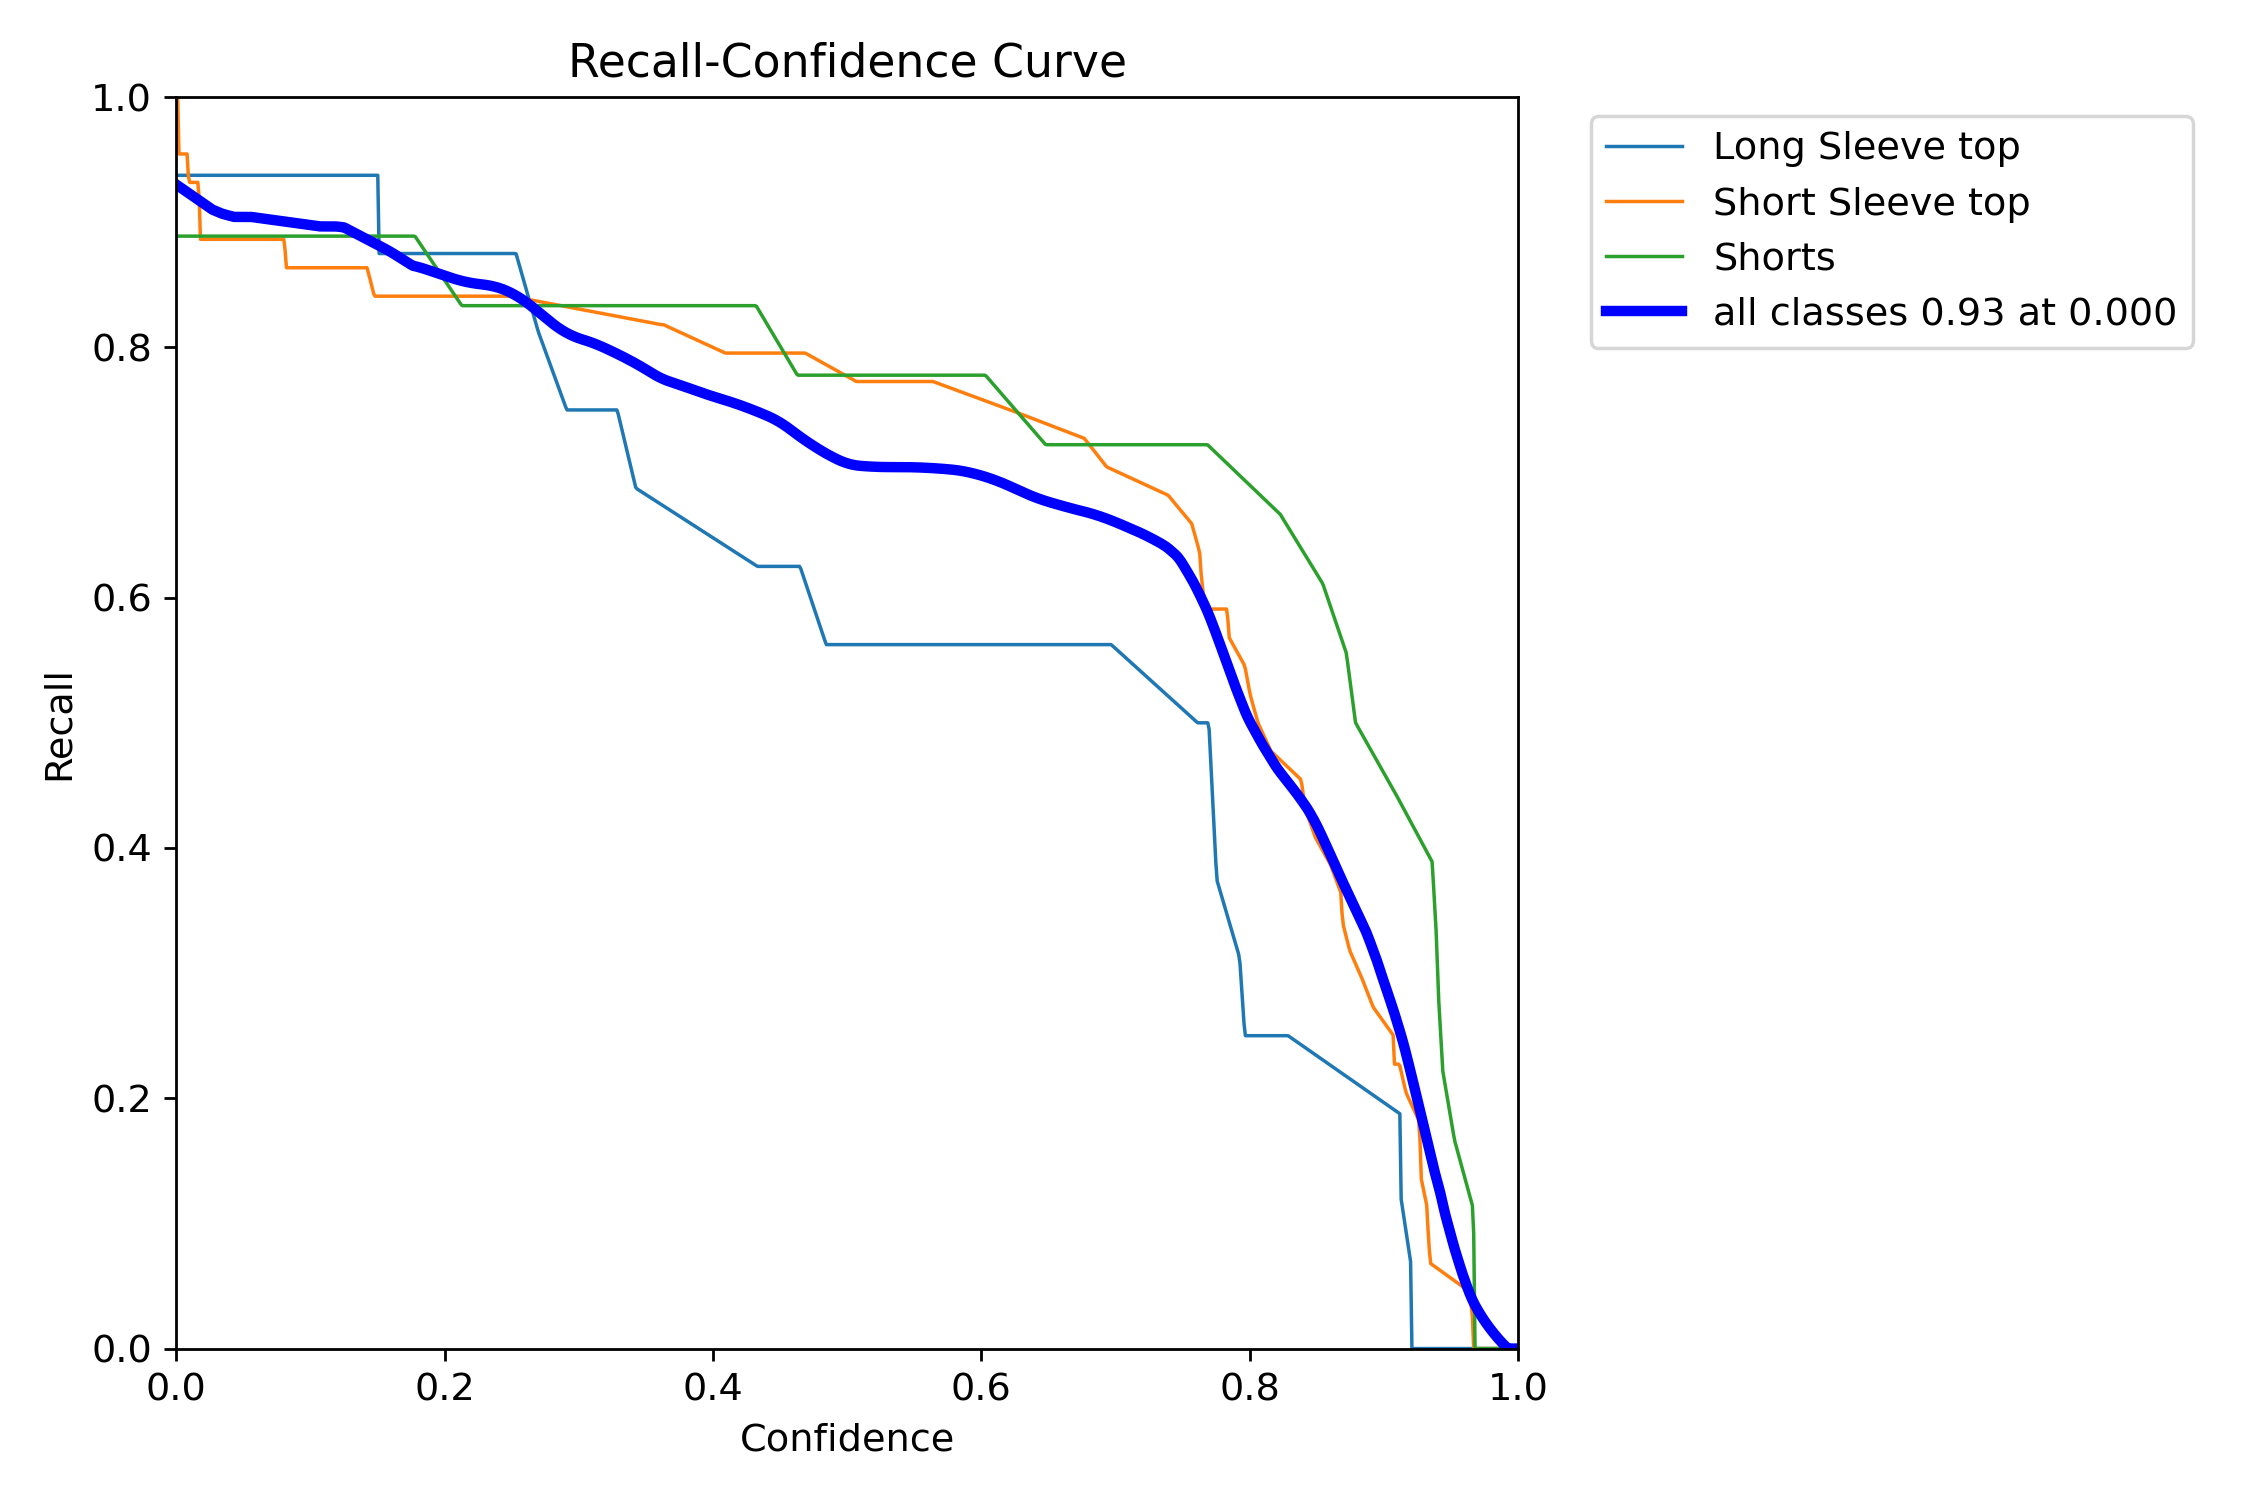 Recall-Confidence Curve
1.0
0.8
0.6
0.4
0.2
0.0
Recall
0.0 0.2 0.4 0.6 0.8 1.0
Confidence
Long Sleeve top
Short Sleeve top
Shorts
all classes 0.93 at 0.000